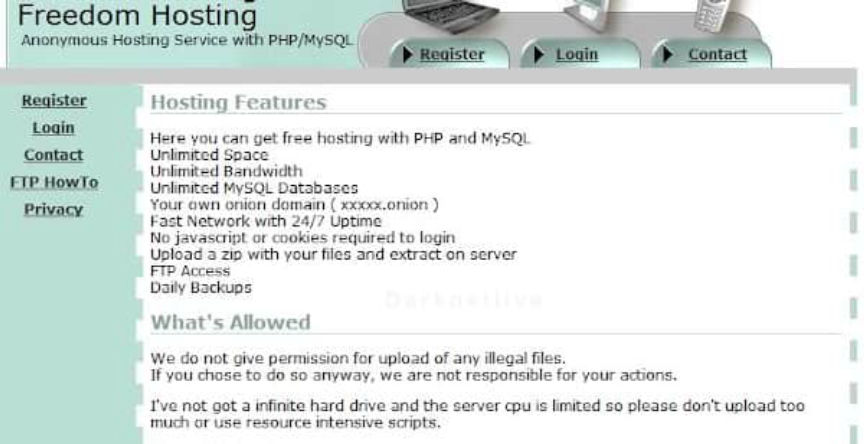 Freedom Hosting
Anonymous Hosting Service with PHP/MySQL
Register Login Contact
Register
Login
Contact
FTP HowTo
Privacy
Hosting Features
Here you can get free hosting with PHP and MySQL
Unlimited Space
Unlimited Bandwidth
Unlimited MySQL Databases
Your own onion domain ( xxxxx.onion )
Fast Network with 24/7 Uptime
No javascript or cookies required to login
Upload a zip with your files and extract on server
FTP Access
Daily Backups
Darknetlive
What's Allowed
We do not give permission for upload of any illegal files.
If you chose to do so anyway, we are not responsible for your actions.
I've not got a infinite hard drive and the server cpu is limited so please don't upload too
much or use resource intensive scripts.